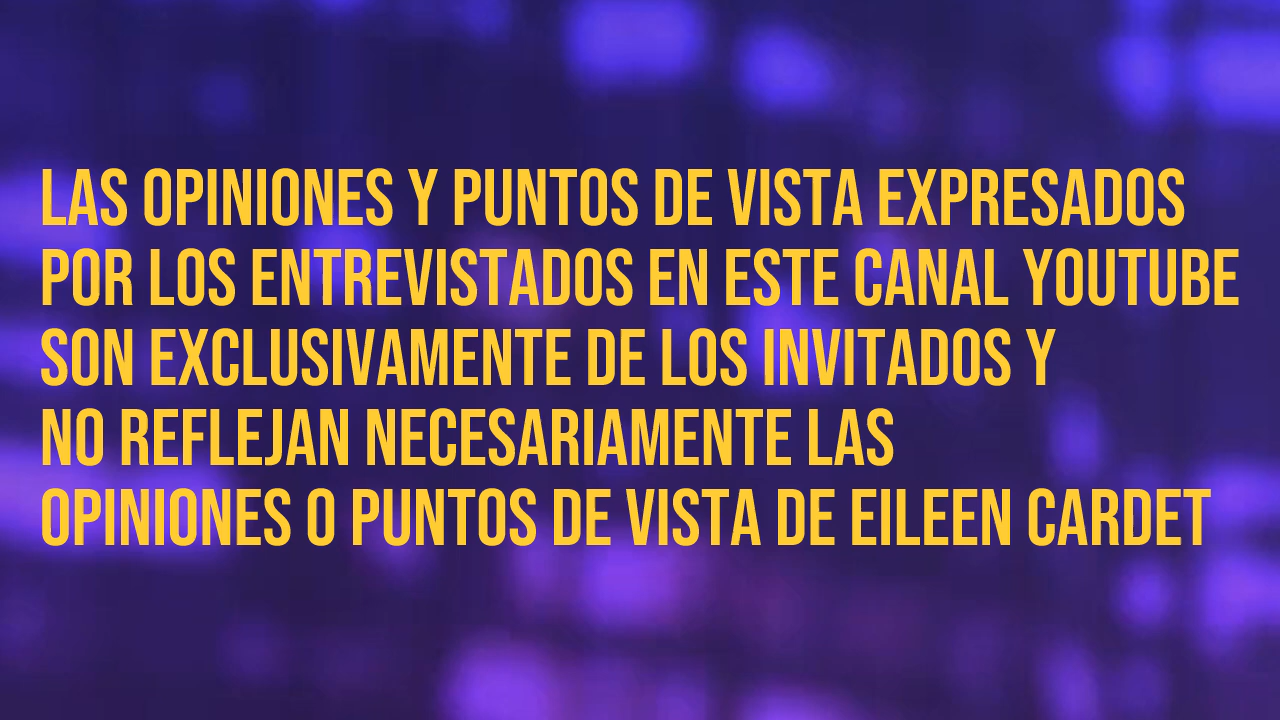 LAS OPINIONES Y PUNTOS DE VISTA EXPRESADOS
POR LOS ENTREVISTADOS EN ESTE CANAL YOUTUBE
SON EXCLUSIVAMENTE DE LOS INVITADOS Y
NO REFLEJAN NECESARIAMENTE LAS
OPINIONES O PUNTOS DE VISTA DE EILEEN CARDET